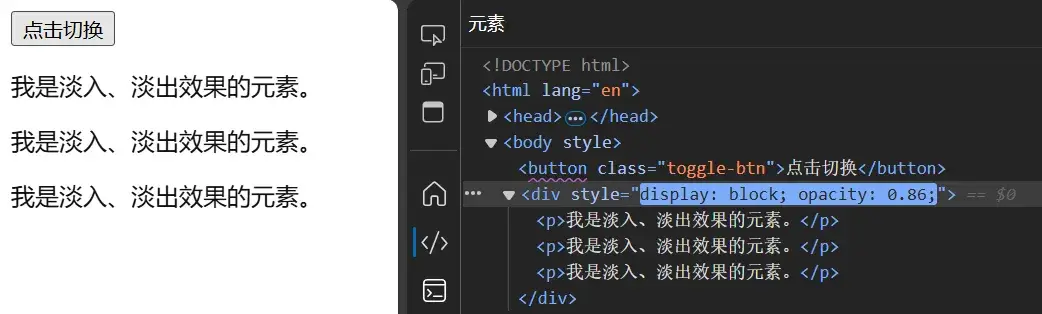 点击切换
我是淡入、淡出效果的元素。
我是淡入、淡出效果的元素。
我是淡入、淡出效果的元素。
元素
<!DOCTYPE html>
<html lang="en">
<head>…</head>
<body style>
<button class="toggle-btn">点击切换</button>
<div style="display: block; opacity: 0.86;"> == $0
<p>我是淡入、淡出效果的元素。</p>
<p>我是淡入、淡出效果的元素。</p>
<p>我是淡入、淡出效果的元素。</p>
</div>